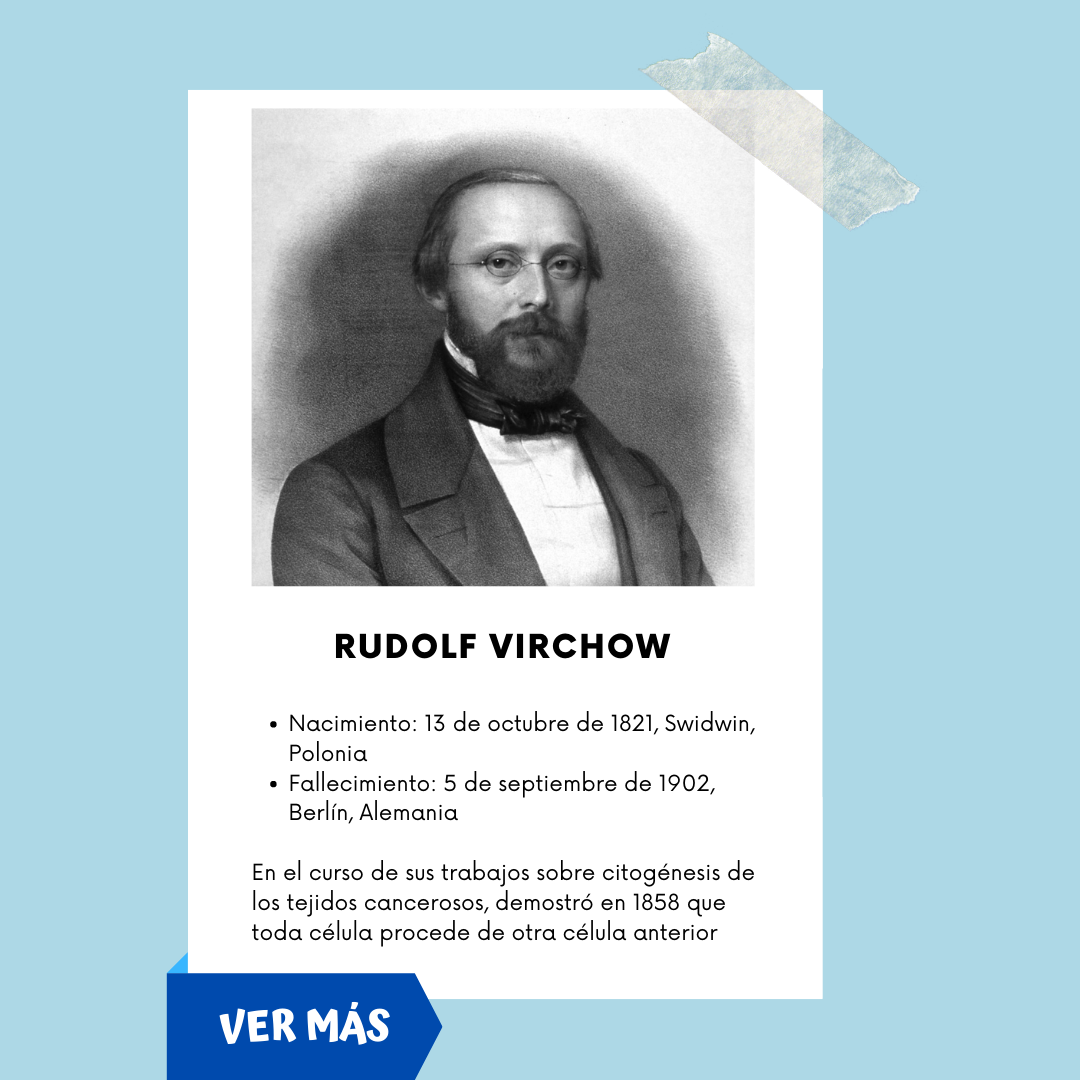 RUDOLF VIRCHOW
• Nacimiento: 13 de octubre de 1821, Swidwin,
Polonia
• Fallecimiento: 5 de septiembre de 1902,
Berlín, Alemania
En el curso de sus trabajos sobre citogénesis de
los tejidos cancerosos, demostró en 1858 que
toda célula procede de otra célula anterior
VER MÁS